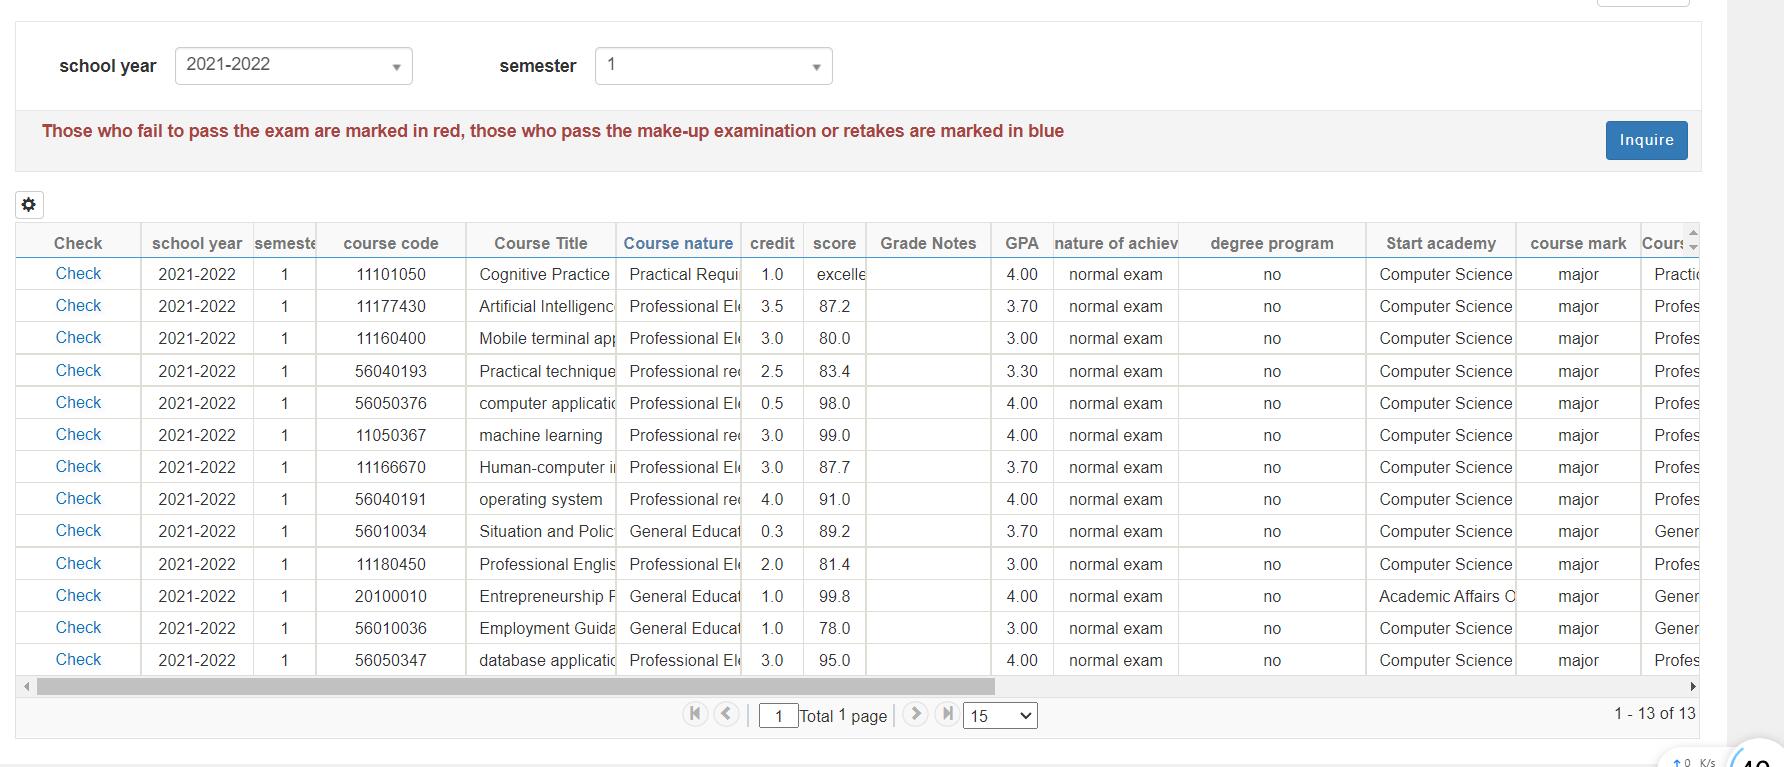 school year 2021-2022 semester 1
Those who fail to pass the exam are marked in red, those who pass the make-up examination or retakes are marked in blue
Inquire
Check school year semeste course code Course Title Course nature credit score Grade Notes GPA nature of achiev degree program Start academy course mark Cours
Check 2021-2022 1 11101050 Cognitive Practice Practical Requi 1.0 excelle 4.00 normal exam no Computer Science major Practic
Check 2021-2022 1 11177430 Artificial Intelligenc Professional Ele 3.5 87.2 3.70 normal exam no Computer Science major Profes
Check 2021-2022 1 11160400 Mobile terminal app Professional Ele 3.0 80.0 3.00 normal exam no Computer Science major Profes
Check 2021-2022 1 56040193 Practical technique Professional rec 2.5 83.4 3.30 normal exam no Computer Science major Profes
Check 2021-2022 1 56050376 computer applicatic Professional Ele 0.5 98.0 4.00 normal exam no Computer Science major Profes
Check 2021-2022 1 11050367 machine learning Professional rec 3.0 99.0 4.00 normal exam no Computer Science major Profes
Check 2021-2022 1 11166670 Human-computer i Professional Ele 3.0 87.7 3.70 normal exam no Computer Science major Profes
Check 2021-2022 1 56040191 operating system Professional rec 4.0 91.0 4.00 normal exam no Computer Science major Profes
Check 2021-2022 1 56010034 Situation and Polic General Educat 0.3 89.2 3.70 normal exam no Computer Science major Gener
Check 2021-2022 1 11180450 Professional Englis Professional Ele 2.0 81.4 3.00 normal exam no Computer Science major Profes
Check 2021-2022 1 20100010 Entrepreneurship F General Educat 1.0 99.8 4.00 normal exam no Academic Affairs O major Gener
Check 2021-2022 1 56010036 Employment Guida General Educat 1.0 78.0 3.00 normal exam no Computer Science major Gener
Check 2021-2022 1 56050347 database applicatic Professional Ele 3.0 95.0 4.00 normal exam no Computer Science major Profes
1 Total 1 page 15 1 - 13 of 13
0 K/s